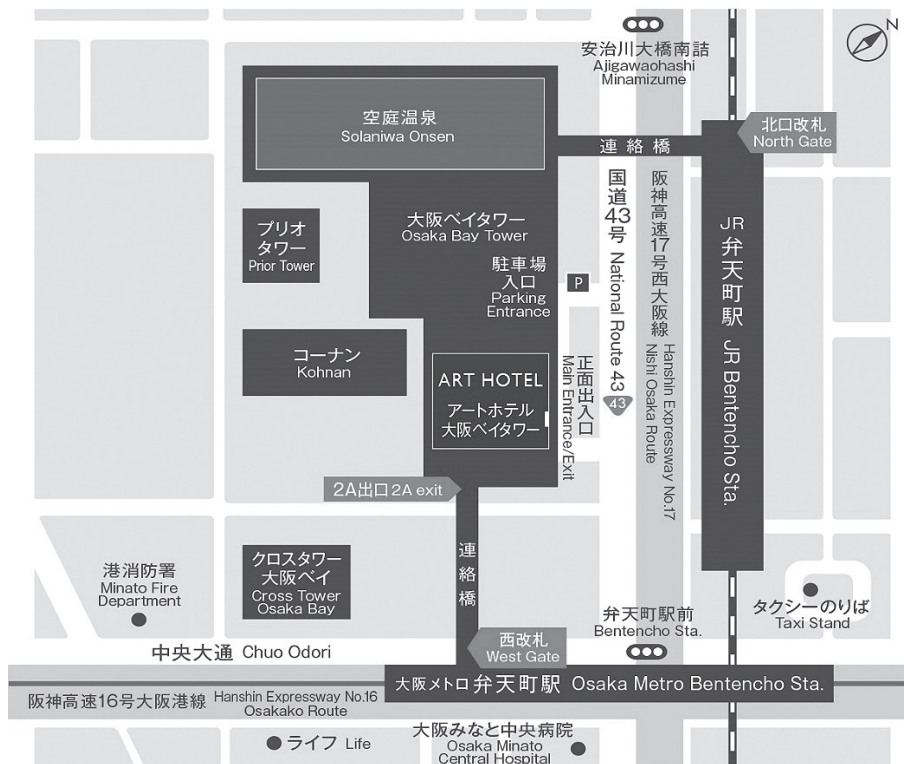 N
安治川大橋南詰
Ajigawaohashi
Minamizume
空庭温泉
Solaniwa Onsen
北口改札
North Gate
連絡橋
国道43号 National Route 43
43
阪神高速17号西大阪線
Hanshin Expressway No.17
Nishi Osaka Route
JR弁天町駅 JR Bentencho Sta.
大阪ベイタワー
Osaka Bay Tower
プリオ
タワー
Prior Tower
駐車場
入口
Parking
Entrance
P
コーナン
Kohnan
ART HOTEL
アートホテル
大阪ベイタワー
正面出入口
Main Entrance/Exit
2A出口 2A exit
連絡橋
クロスタワー
大阪ベイ
Cross Tower
Osaka Bay
港消防署
Minato Fire
Department
弁天町駅前
Bentencho Sta.
タクシーのりば
Taxi Stand
西改札
West Gate
中央大通 Chuo Odori
大阪メトロ弁天町駅 Osaka Metro Bentencho Sta.
阪神高速16号大阪港線 Hanshin Expressway No.16
Osakako Route
ライフ Life
大阪みなと中央病院
Osaka Minato
Central Hospital